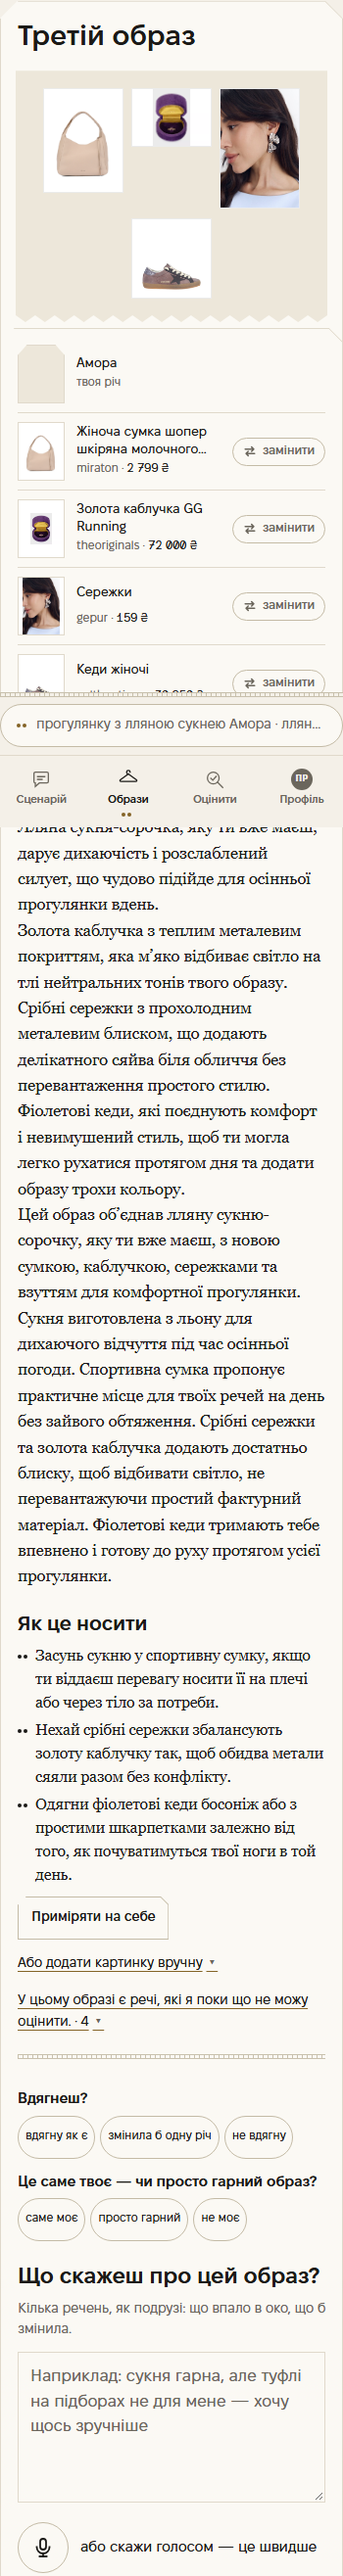 Третій образ
Амора
твоя річ
Жіноча сумка шопер
шкіряна молочного...
miraton · 2 799 ₴
замінити
Золота каблучка GG
Running
theoriginals · 72 000 ₴
замінити
Сережки
gepur · 159 ₴
замінити
Кеди жіночі
замінити
прогулянку з лляною сукнею Амора · ллян...
Сценарій
Образи
Оцінити
ПР
Профіль
Лляна сукня-сорочка, яку ти вже маєш,
дарує дихаючість і розслаблений
силует, що чудово підійде для осінньої
прогулянки вдень.
Золота каблучка з теплим металевим
покриттям, яка м’яко відбиває світло на
тлі нейтральних тонів твого образу.
Срібні сережки з прохолодним
металевим блиском, що додають
делікатного сяйва біля обличчя без
перевантаження простого стилю.
Фіолетові кеди, які поєднують комфорт
і невимушений стиль, щоб ти могла
легко рухатися протягом дня та додати
образу трохи кольору.
Цей образ об’єднав лляну сукню-
сорочку, яку ти вже маєш, з новою
сумкою, каблучкою, сережками та
взуттям для комфортної прогулянки.
Сукня виготовлена з льону для
дихаючого відчуття під час осінньої
погоди. Спортивна сумка пропонує
практичне місце для твоїх речей на день
без зайвого обтяження. Срібні сережки
та золота каблучка додають достатньо
блиску, щоб відбивати світло, не
перевантажуючи простий фактурний
матеріал. Фіолетові кеди тримають тебе
впевнено і готову до руху протягом усієї
прогулянки.
Як це носити
Засунь сукню у спортивну сумку, якщо
ти віддаєш перевагу носити її на плечі
або через тіло за потреби.
Нехай срібні сережки збалансують
золоту каблучку так, щоб обидва метали
сяяли разом без конфлікту.
Одягни фіолетові кеди босоніж або з
простими шкарпетками залежно від
того, як почуватимуться твої ноги в той
день.
Приміряти на себе
Або додати картинку вручну
У цьому образі є речі, які я поки що не можу
оцінити. · 4
Вдягнеш?
вдягну як є
змінила б одну річ
не вдягну
Це саме твоє — чи просто гарний образ?
саме моє
просто гарний
не моє
Що скажеш про цей образ?
Кілька речень, як подрузі: що впало в око, що б
змінила.
Наприклад: сукня гарна, але туфлі
на підборах не для мене — хочу
щось зручніше
або скажи голосом — це швидше